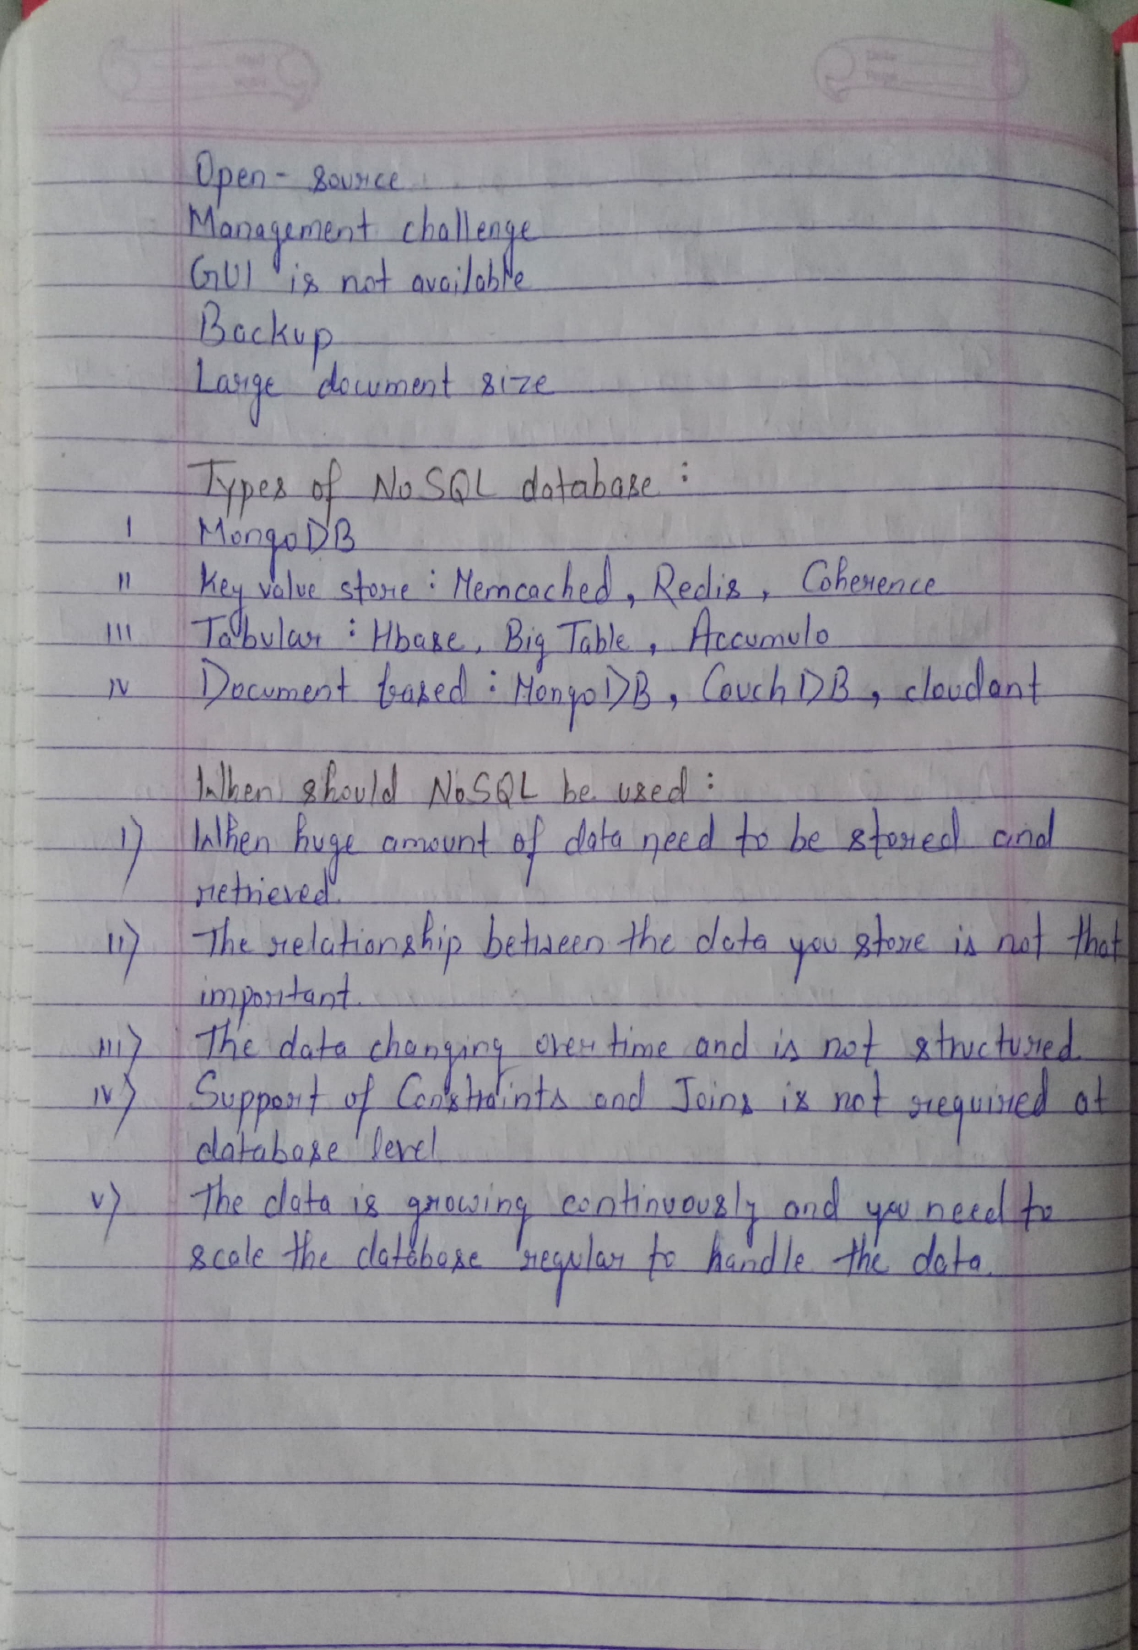 Open-source
Management challenge
GUI is not available
Backup
Large document size
Types of NoSQL database :
I MongoDB
II Key value store : Memcached, Redis, Coherence
III Tabular : Hbase, Big Table, Accumulo
IV Document based : MongoDB, CouchDB, cloudant
When should NoSQL be used :
I) When huge amount of data need to be stored and
retrieved.
II) The relationship between the data you store is not that
important.
III) The data changing over time and is not structured.
IV) Support of Constraints and Joins is not required at
database level
V) The data is growing continuously and you need to
scale the database regular to handle the data.